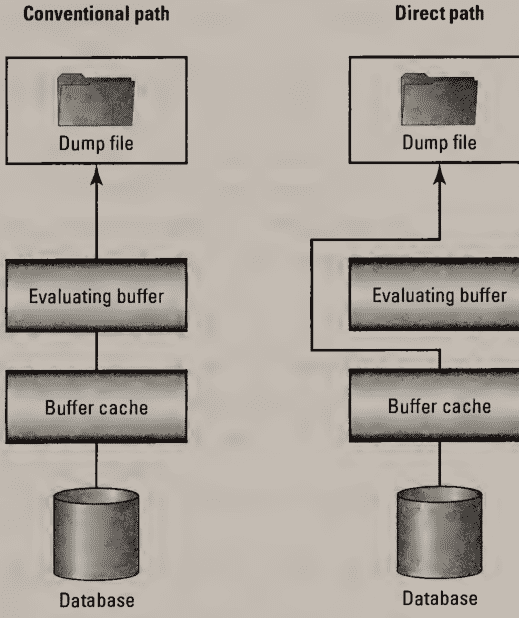 Conventional path
Direct path
Dump file
Dump file
Evaluating buffer
Evaluating buffer
Buffer cache
Buffer cache
Database
Database